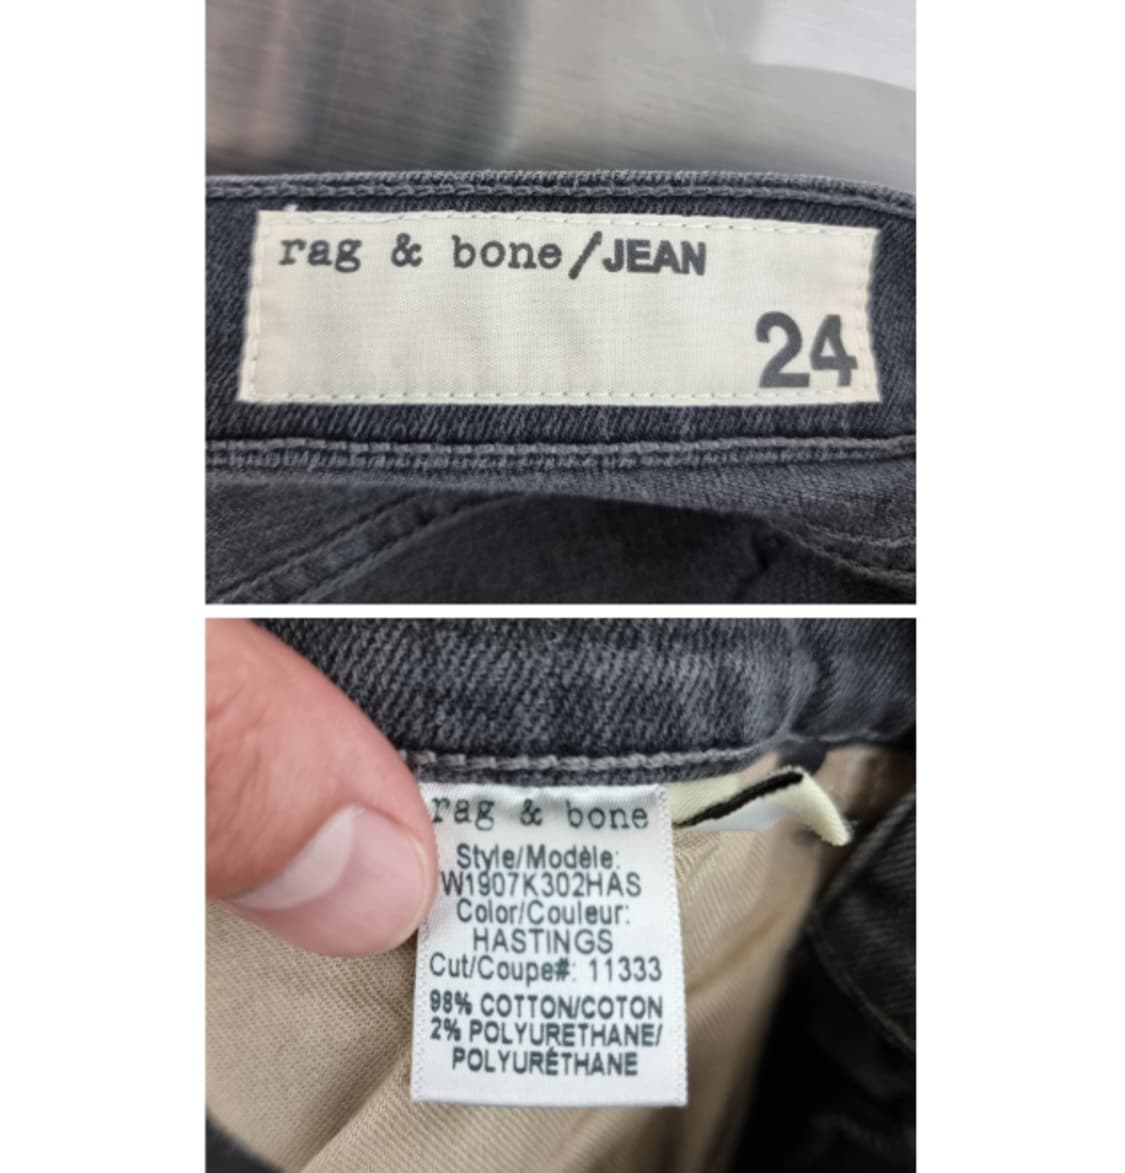 rag & bone/JEAN
24
rag & bone
Style/Modèle:
W1907K302HAS
Color/Couleur:
HASTINGS
Cut/Coupe#: 11333
98% COTTON/COTON
2% POLYURETHANE/
POLYURÉTHANE